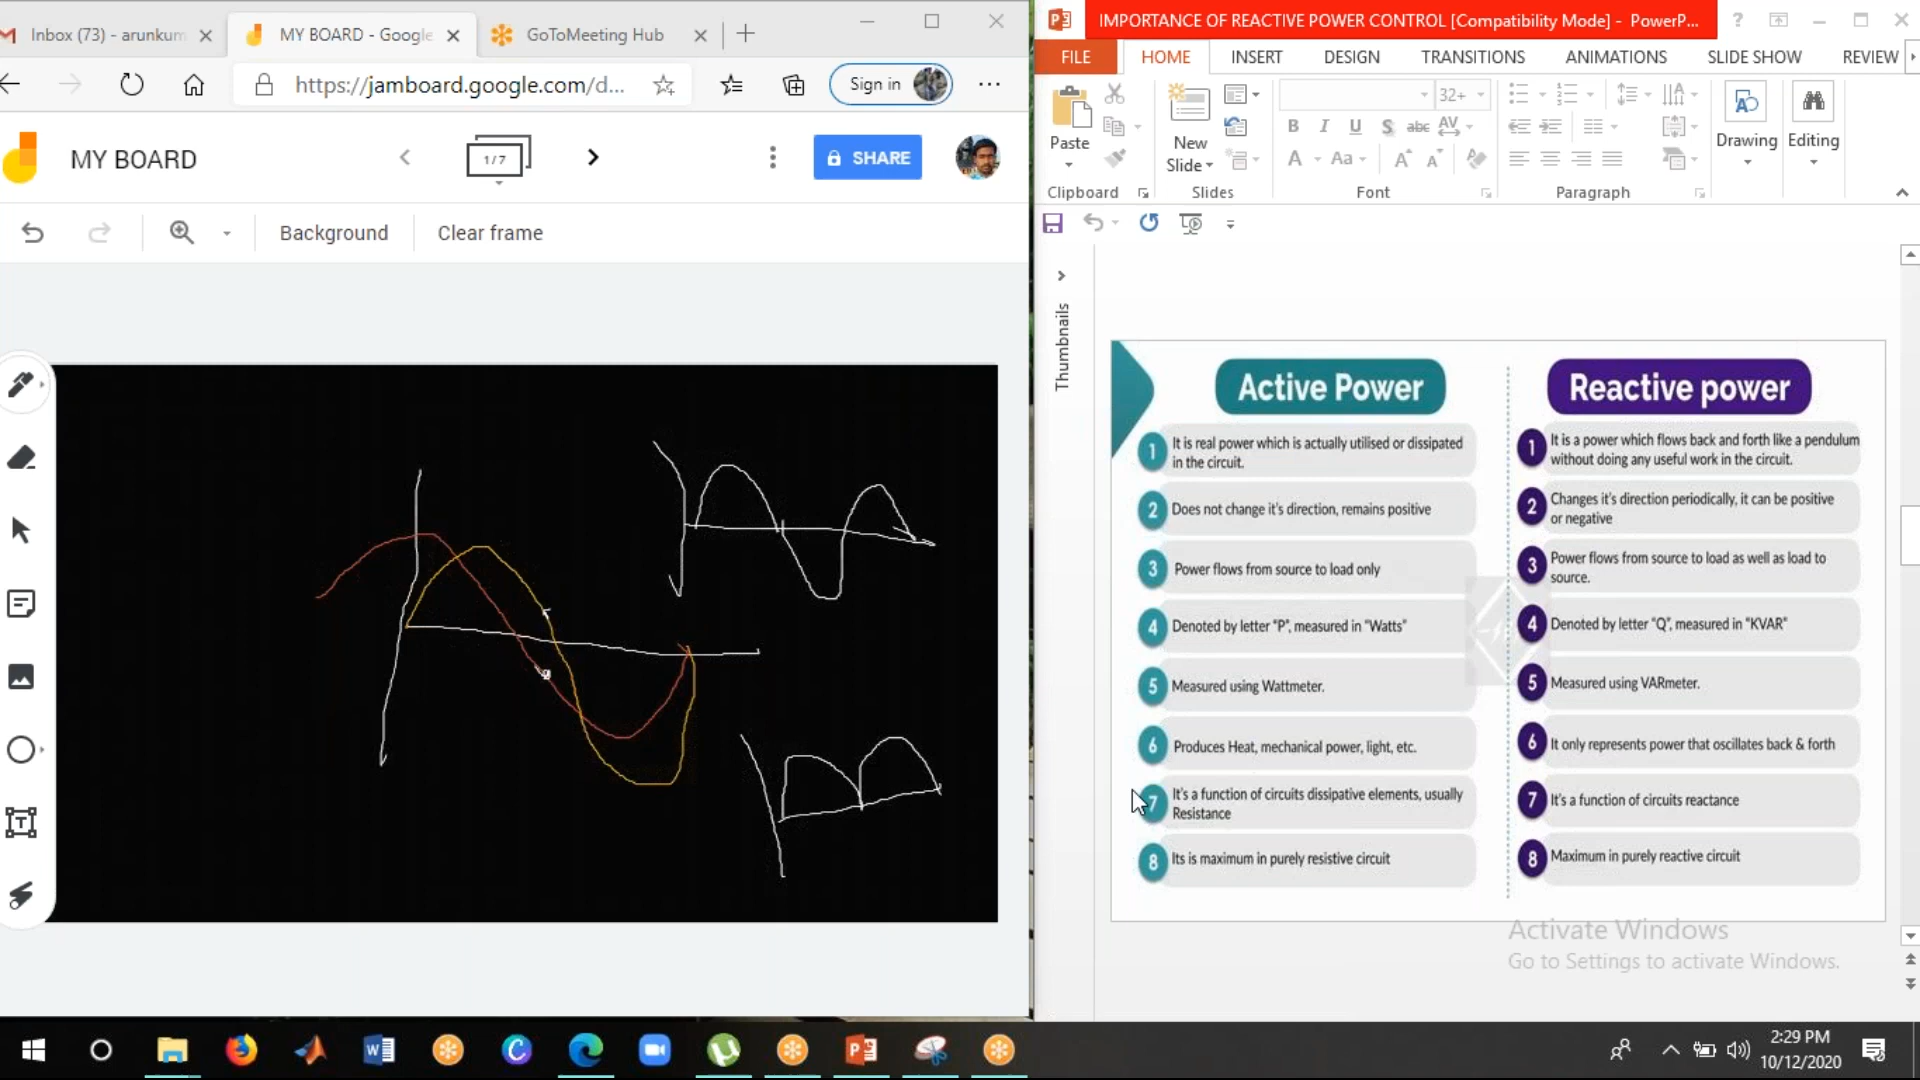 Inbox (73) - arunkum
MY BOARD - Google
GoToMeeting Hub
https://jamboard.google.com/d...
Sign in
MY BOARD
1/7
SHARE
Background
Clear frame
IMPORTANCE OF REACTIVE POWER CONTROL [Compatibility Mode] - PowerP...
FILE
HOME
INSERT
DESIGN
TRANSITIONS
ANIMATIONS
SLIDE SHOW
REVIEW
Paste
New
Slide
32+
B I U S abc AV
A Aa A A
Drawing
Editing
Clipboard
Slides
Font
Paragraph
Thumbnails
Active Power
1 It is real power which is actually utilised or dissipated
in the circuit.
2 Does not change it's direction, remains positive
3 Power flows from source to load only
4 Denoted by letter "P", measured in "Watts"
5 Measured using Wattmeter.
6 Produces Heat, mechanical power, light, etc.
7 It's a function of circuits dissipative elements, usually
Resistance
8 Its is maximum in purely resistive circuit
Reactive power
1 It is a power which flows back and forth like a pendulum
without doing any useful work in the circuit.
2 Changes it's direction periodically, it can be positive
or negative
3 Power flows from source to load as well as load to
source.
4 Denoted by letter "Q", measured in "KVAR"
5 Measured using VARmeter.
6 It only represents power that oscillates back & forth
7 It's a function of circuits reactance
8 Maximum in purely reactive circuit
Activate Windows
Go to Settings to activate Windows.
2:29 PM
10/12/2020